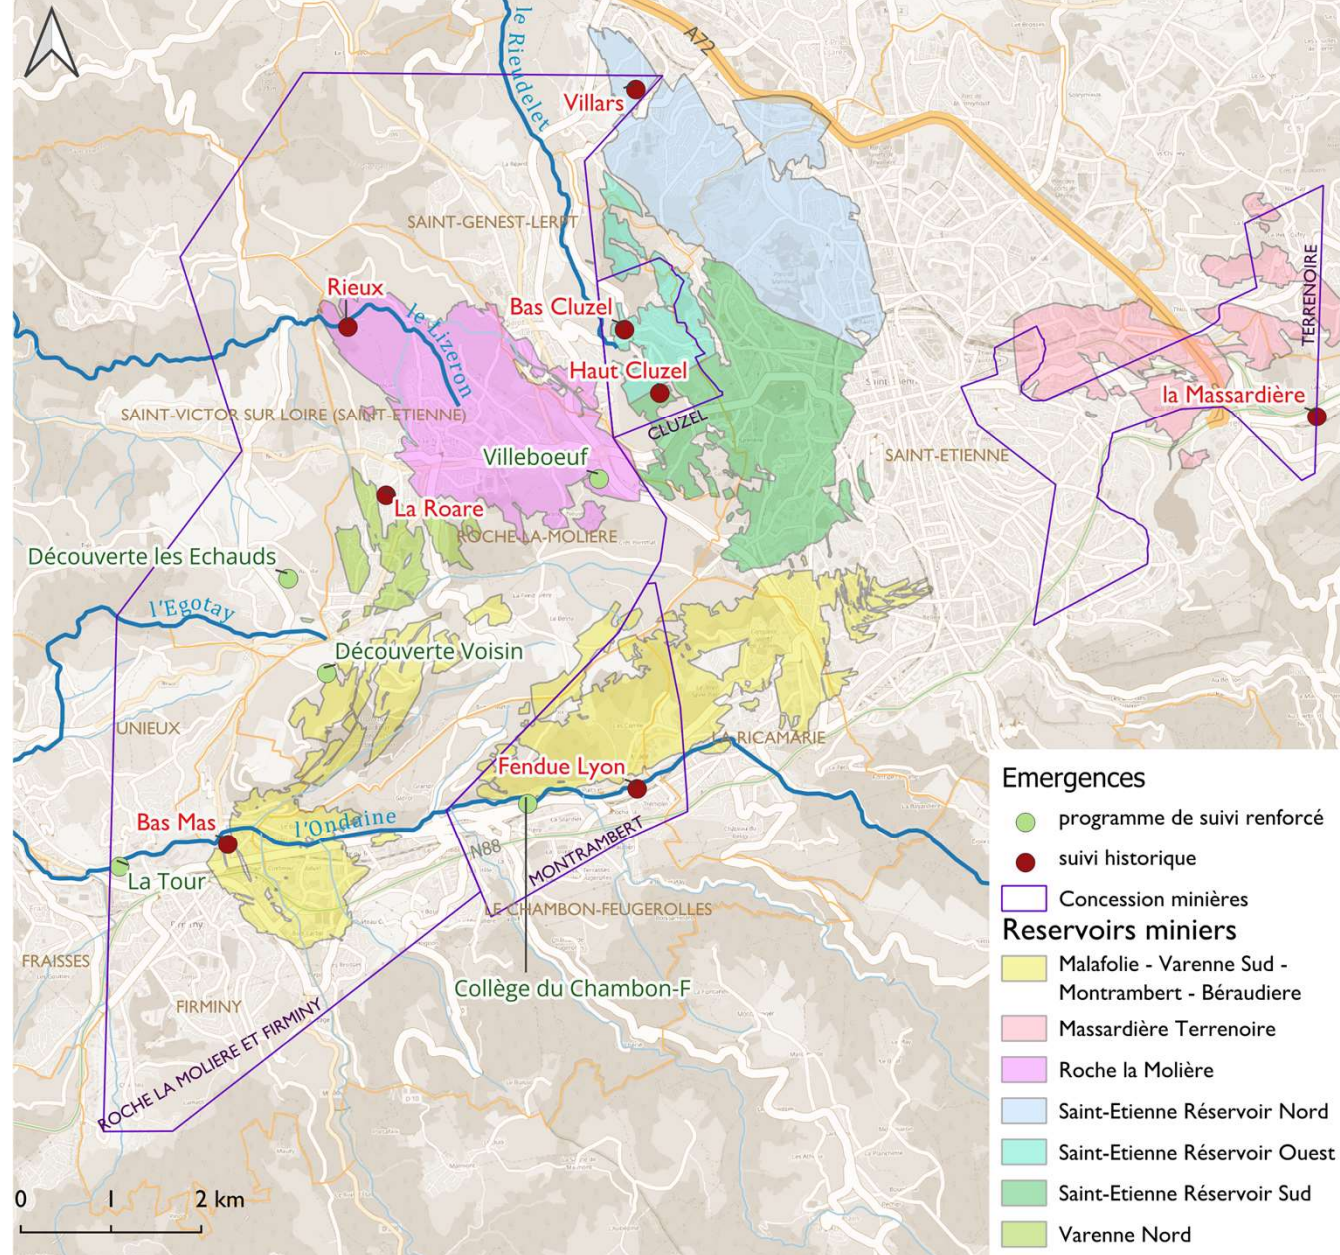 A72
le Rieudelet
Villars
SAINT-GENEST-LERPT
TERRENOIRE
Rieux
le Lizeron
Bas Cluzel
Haut Cluzel
la Massardière
SAINT-VICTOR SUR LOIRE (SAINT-ETIENNE)
CLUZEL
Villeboeuf
SAINT-ETIENNE
La Roare
ROCHE-LA-MOLIERE
Découverte les Echauds
l'Egotay
Découverte Voisin
UNIEUX
LA RICAMARIE
Fendue Lyon
Bas Mas
l'Ondaine
N88
MONTRAMBERT
La Tour
LE CHAMBON-FEUGEROLLES
FRAISSES
Collège du Chambon-F
FIRMINY
ROCHE LA MOLIERE ET FIRMINY
0 1 2 km
Emergences
programme de suivi renforcé
suivi historique
Concession minières
Reservoirs miniers
Malafolie - Varenne Sud -
Montrambert - Béraudiere
Massardière Terrenoire
Roche la Molière
Saint-Etienne Réservoir Nord
Saint-Etienne Réservoir Ouest
Saint-Etienne Réservoir Sud
Varenne Nord